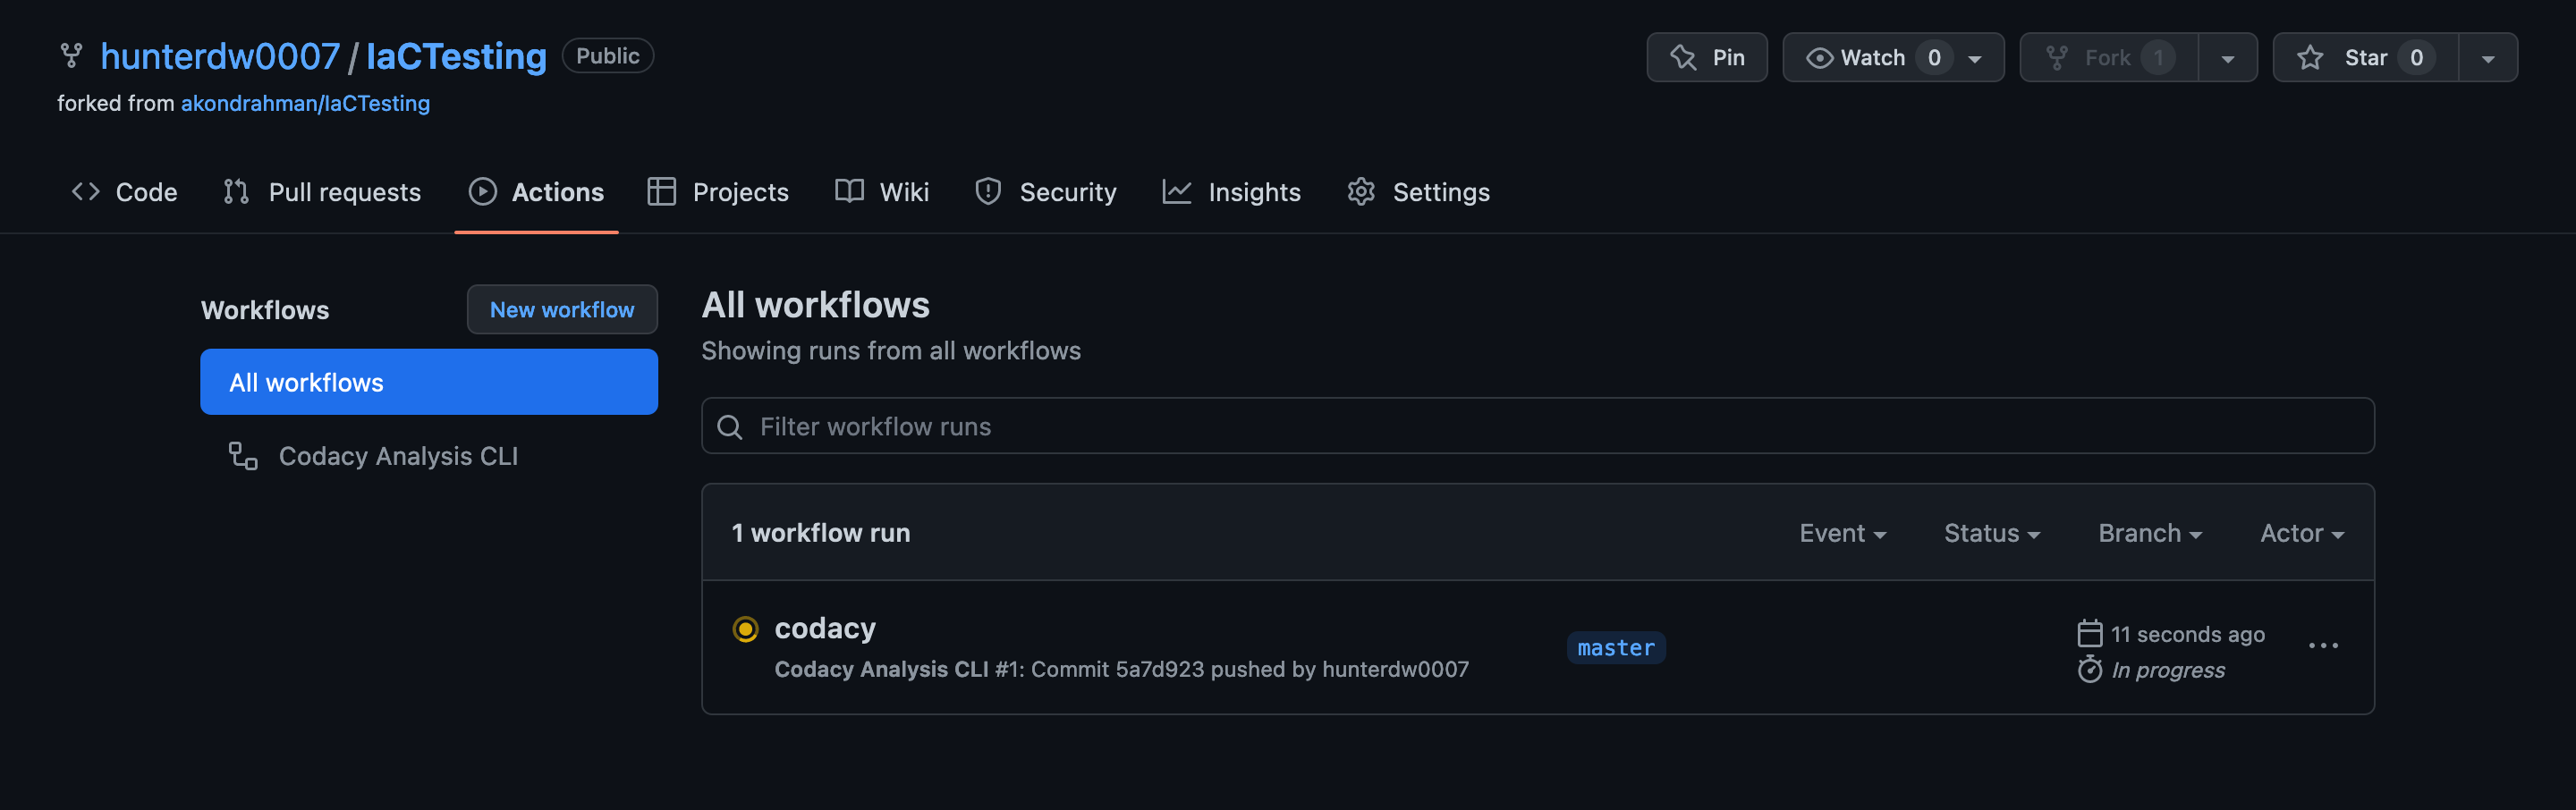 hunterdw0007 / IaCTesting Public
Pin
Watch 0
Fork 1
Star 0
forked from akondrahman/IaCTesting
Code
Pull requests
Actions
Projects
Wiki
Security
Insights
Settings
Workflows
New workflow
All workflows
Codacy Analysis CLI
All workflows
Showing runs from all workflows
Filter workflow runs
1 workflow run
Event
Status
Branch
Actor
codacy
Codacy Analysis CLI #1: Commit 5a7d923 pushed by hunterdw0007
master
11 seconds ago
In progress